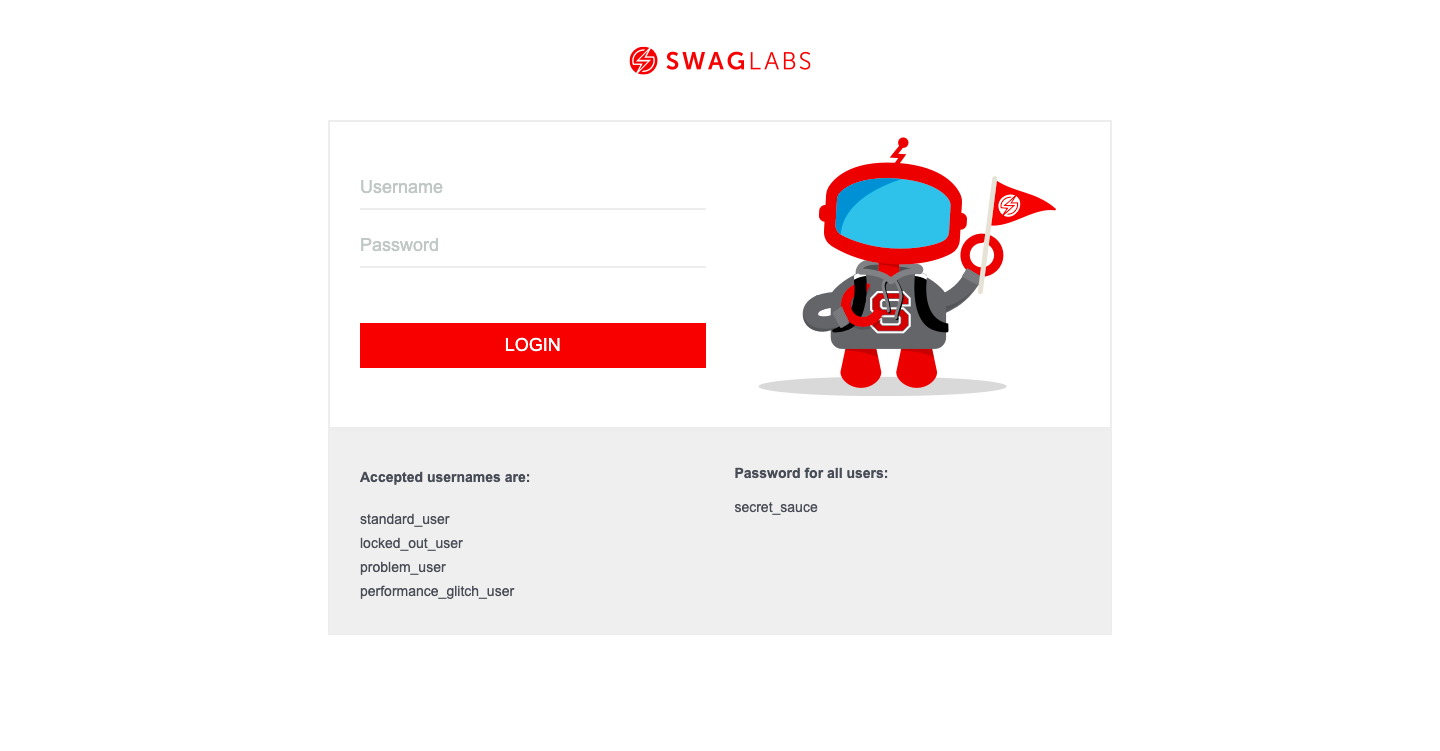 SWAGLABS
Username
Password
LOGIN
S
Accepted usernames are:
standard_user
locked_out_user
problem_user
performance_glitch_user
Password for all users:
secret_sauce